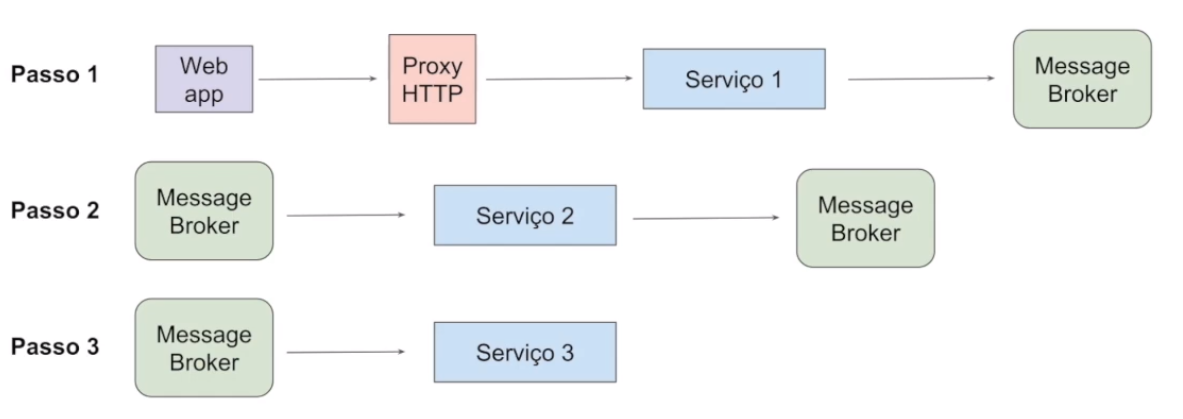 Passo 1
Web
app
Proxy
HTTP
Serviço 1
Message
Broker
Passo 2
Message
Broker
Serviço 2
Message
Broker
Passo 3
Message
Broker
Serviço 3